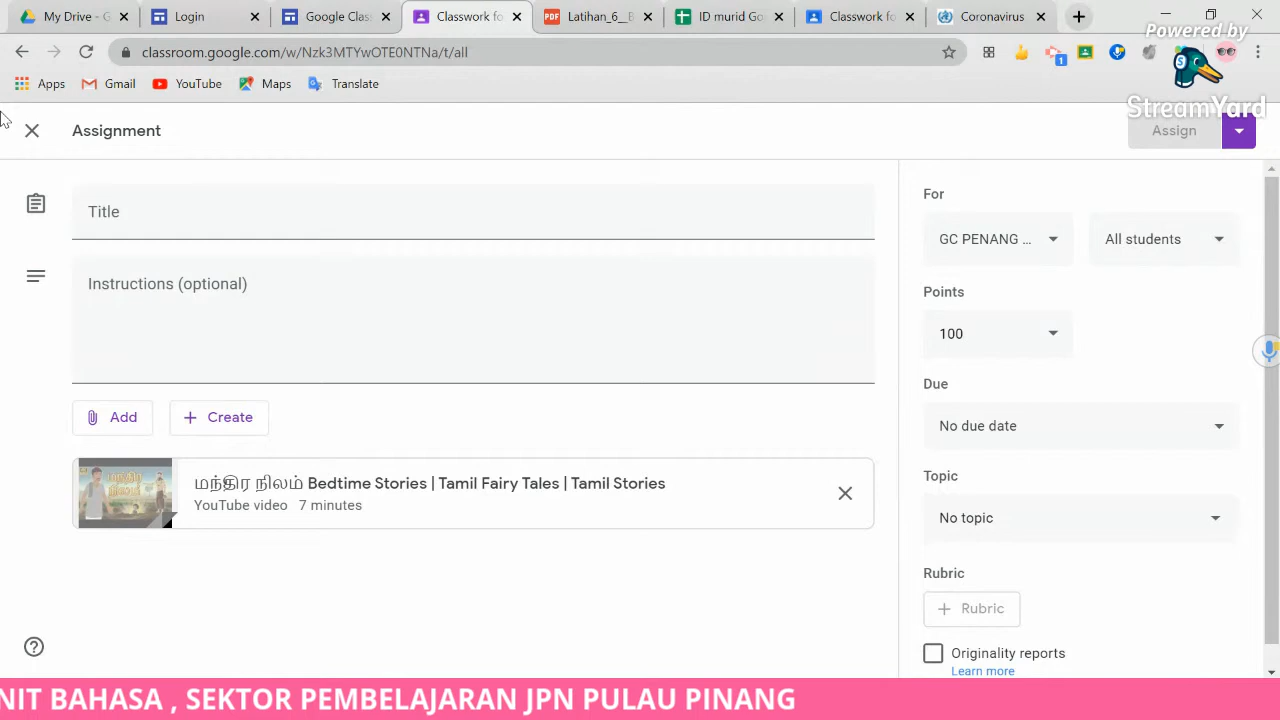 My Drive - G
Login
Google Class
Classwork fo
Latihan_6__B
ID murid Go
Classwork fo
Coronavirus
classroom.google.com/w/Nzk3MTYwOTE0NTNa/t/all
Powered by
StreamYard
Apps
Gmail
YouTube
Maps
Translate
1
Assignment
Assign
Title
Instructions (optional)
Add
Create
மந்திர நிலம் Bedtime Stories | Tamil Fairy Tales | Tamil Stories
YouTube video 7 minutes
For
GC PENANG ...
All students
Points
100
Due
No due date
Topic
No topic
Rubric
Rubric
Originality reports
Learn more
NIT BAHASA , SEKTOR PEMBELAJARAN JPN PULAU PINANG